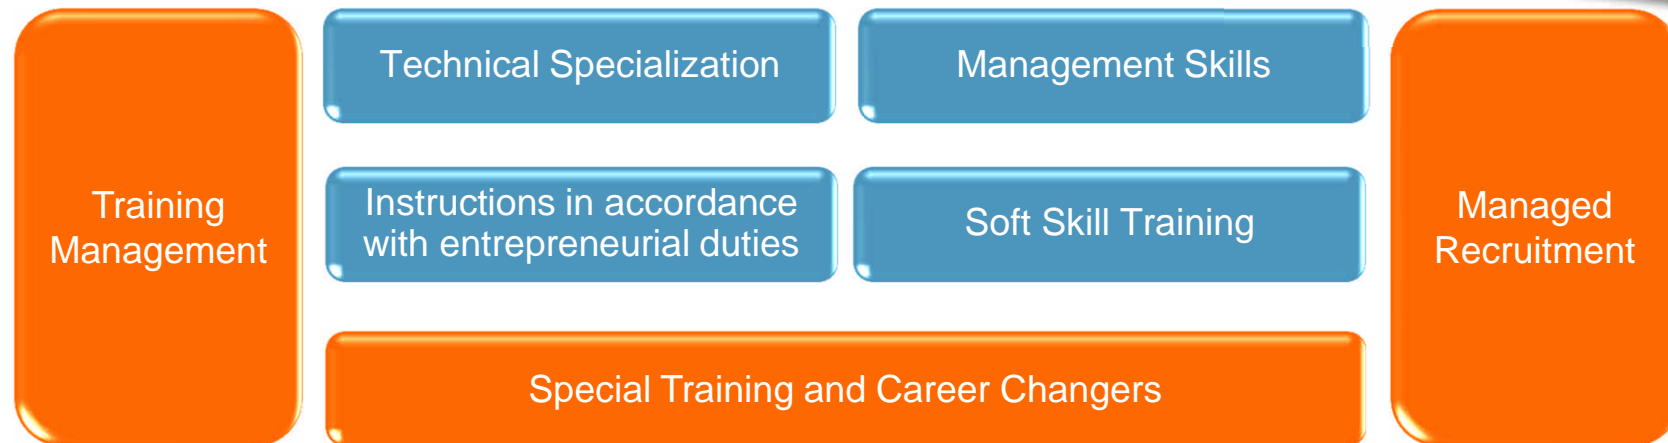 Technical Specialization
Management Skills
Training
Management
Instructions in accordance
with entrepreneurial duties
Soft Skill Training
Managed
Recruitment
Special Training and Career Changers